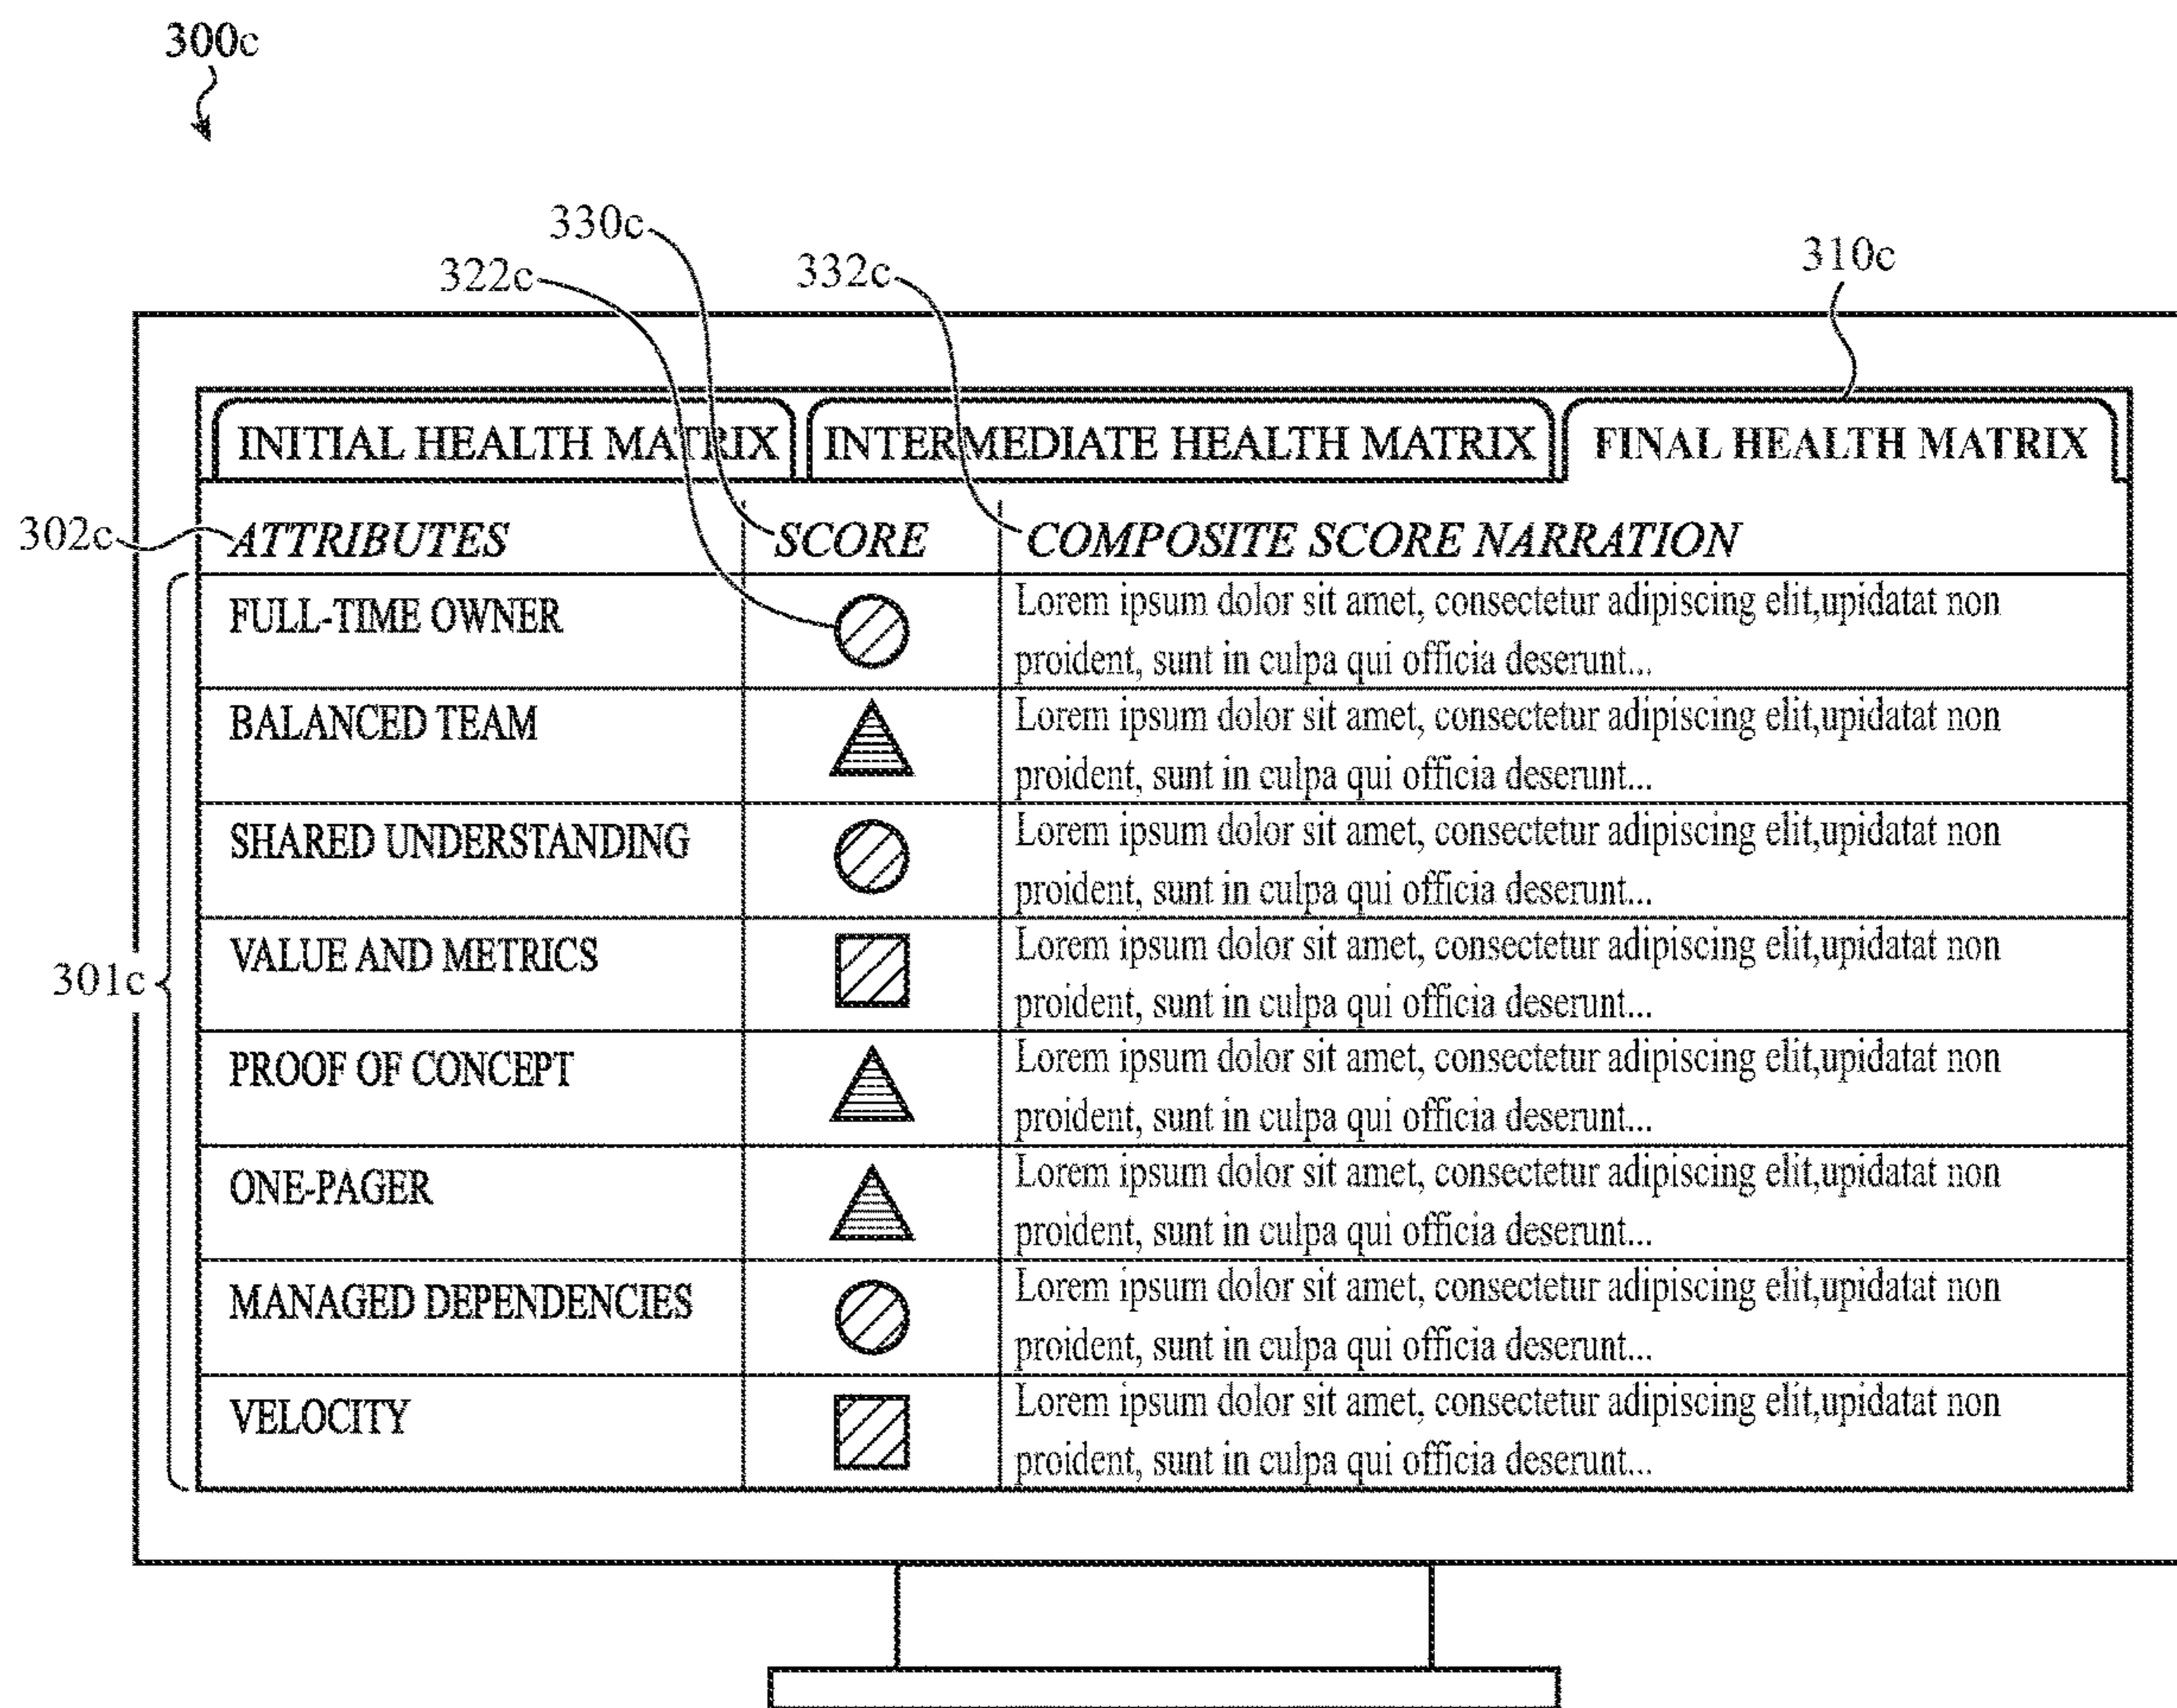 300c
330c
322c
332c
310c
INITIAL HEALTH MATRIX INTERMEDIATE HEALTH MATRIX FINAL HEALTH MATRIX
302c
ATTRIBUTES SCORE COMPOSITE SCORE NARRATION
FULL-TIME OWNER
Lorem ipsum dolor sit amet, consectetur adipiscing elit,upidatat non
proident, sunt in culpa qui officia deserunt...
BALANCED TEAM
Lorem ipsum dolor sit amet, consectetur adipiscing elit,upidatat non
proident, sunt in culpa qui officia deserunt...
SHARED UNDERSTANDING
Lorem ipsum dolor sit amet, consectetur adipiscing elit,upidatat non
proident, sunt in culpa qui officia deserunt...
301c
VALUE AND METRICS
Lorem ipsum dolor sit amet, consectetur adipiscing elit,upidatat non
proident, sunt in culpa qui officia deserunt...
PROOF OF CONCEPT
Lorem ipsum dolor sit amet, consectetur adipiscing elit,upidatat non
proident, sunt in culpa qui officia deserunt...
ONE-PAGER
Lorem ipsum dolor sit amet, consectetur adipiscing elit,upidatat non
proident, sunt in culpa qui officia deserunt...
MANAGED DEPENDENCIES
Lorem ipsum dolor sit amet, consectetur adipiscing elit,upidatat non
proident, sunt in culpa qui officia deserunt...
VELOCITY
Lorem ipsum dolor sit amet, consectetur adipiscing elit,upidatat non
proident, sunt in culpa qui officia deserunt...